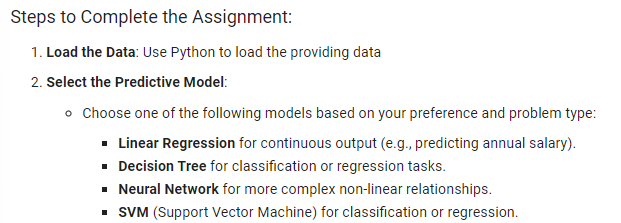 Steps to Complete the Assignment:
1. Load the Data: Use Python to load the providing data
2. Select the Predictive Model:
Choose one of the following models based on your preference and problem type:
Linear Regression for continuous output (e.g., predicting annual salary).
Decision Tree for classification or regression tasks.
Neural Network for more complex non-linear relationships.
SVM (Support Vector Machine) for classification or regression.